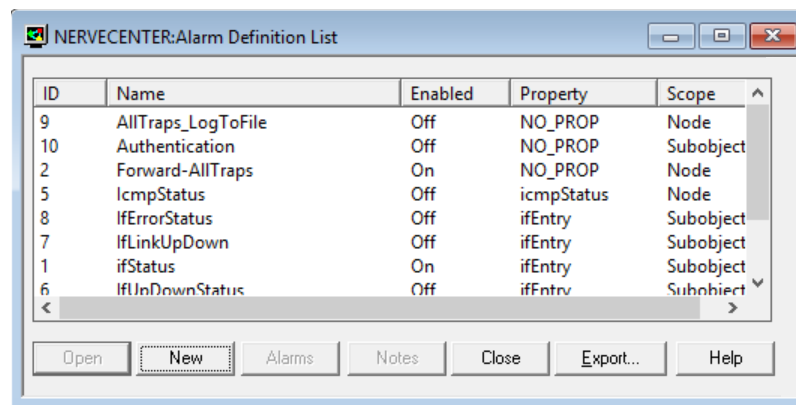 NERVECENTER:Alarm Definition List
ID Name Enabled Property Scope
9 AllTraps_LogToFile Off NO_PROP Node
10 Authentication Off NO_PROP Subobject
2 Forward-AllTraps On NO_PROP Node
5 IcmpStatus Off icmpStatus Node
8 IfErrorStatus Off ifEntry Subobject
7 IfLinkUpDown Off ifEntry Subobject
1 ifStatus On ifEntry Subobject
6 IfUpDownStatus Off ifEntry Subobject
Open New Alarms Notes Close Export... Help